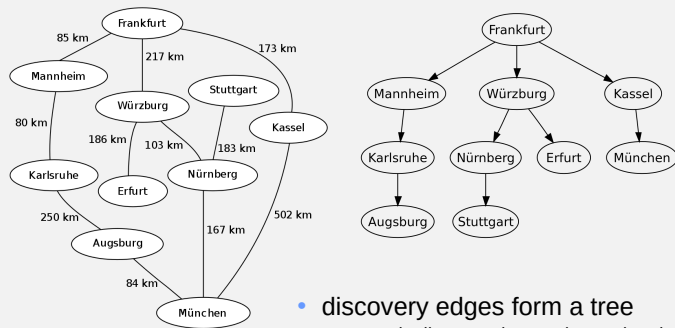 Frankfurt
85 km
217 km
173 km
Mannheim
Würzburg
Stuttgart
Kassel
80 km
186 km
103 km
183 km
Karlsruhe
Erfurt
Nürnberg
250 km
167 km
502 km
Augsburg
84 km
München
Frankfurt
Mannheim
Würzburg
Kassel
Karlsruhe
Nürnberg
Erfurt
München
Augsburg
Stuttgart
• discovery edges form a tree